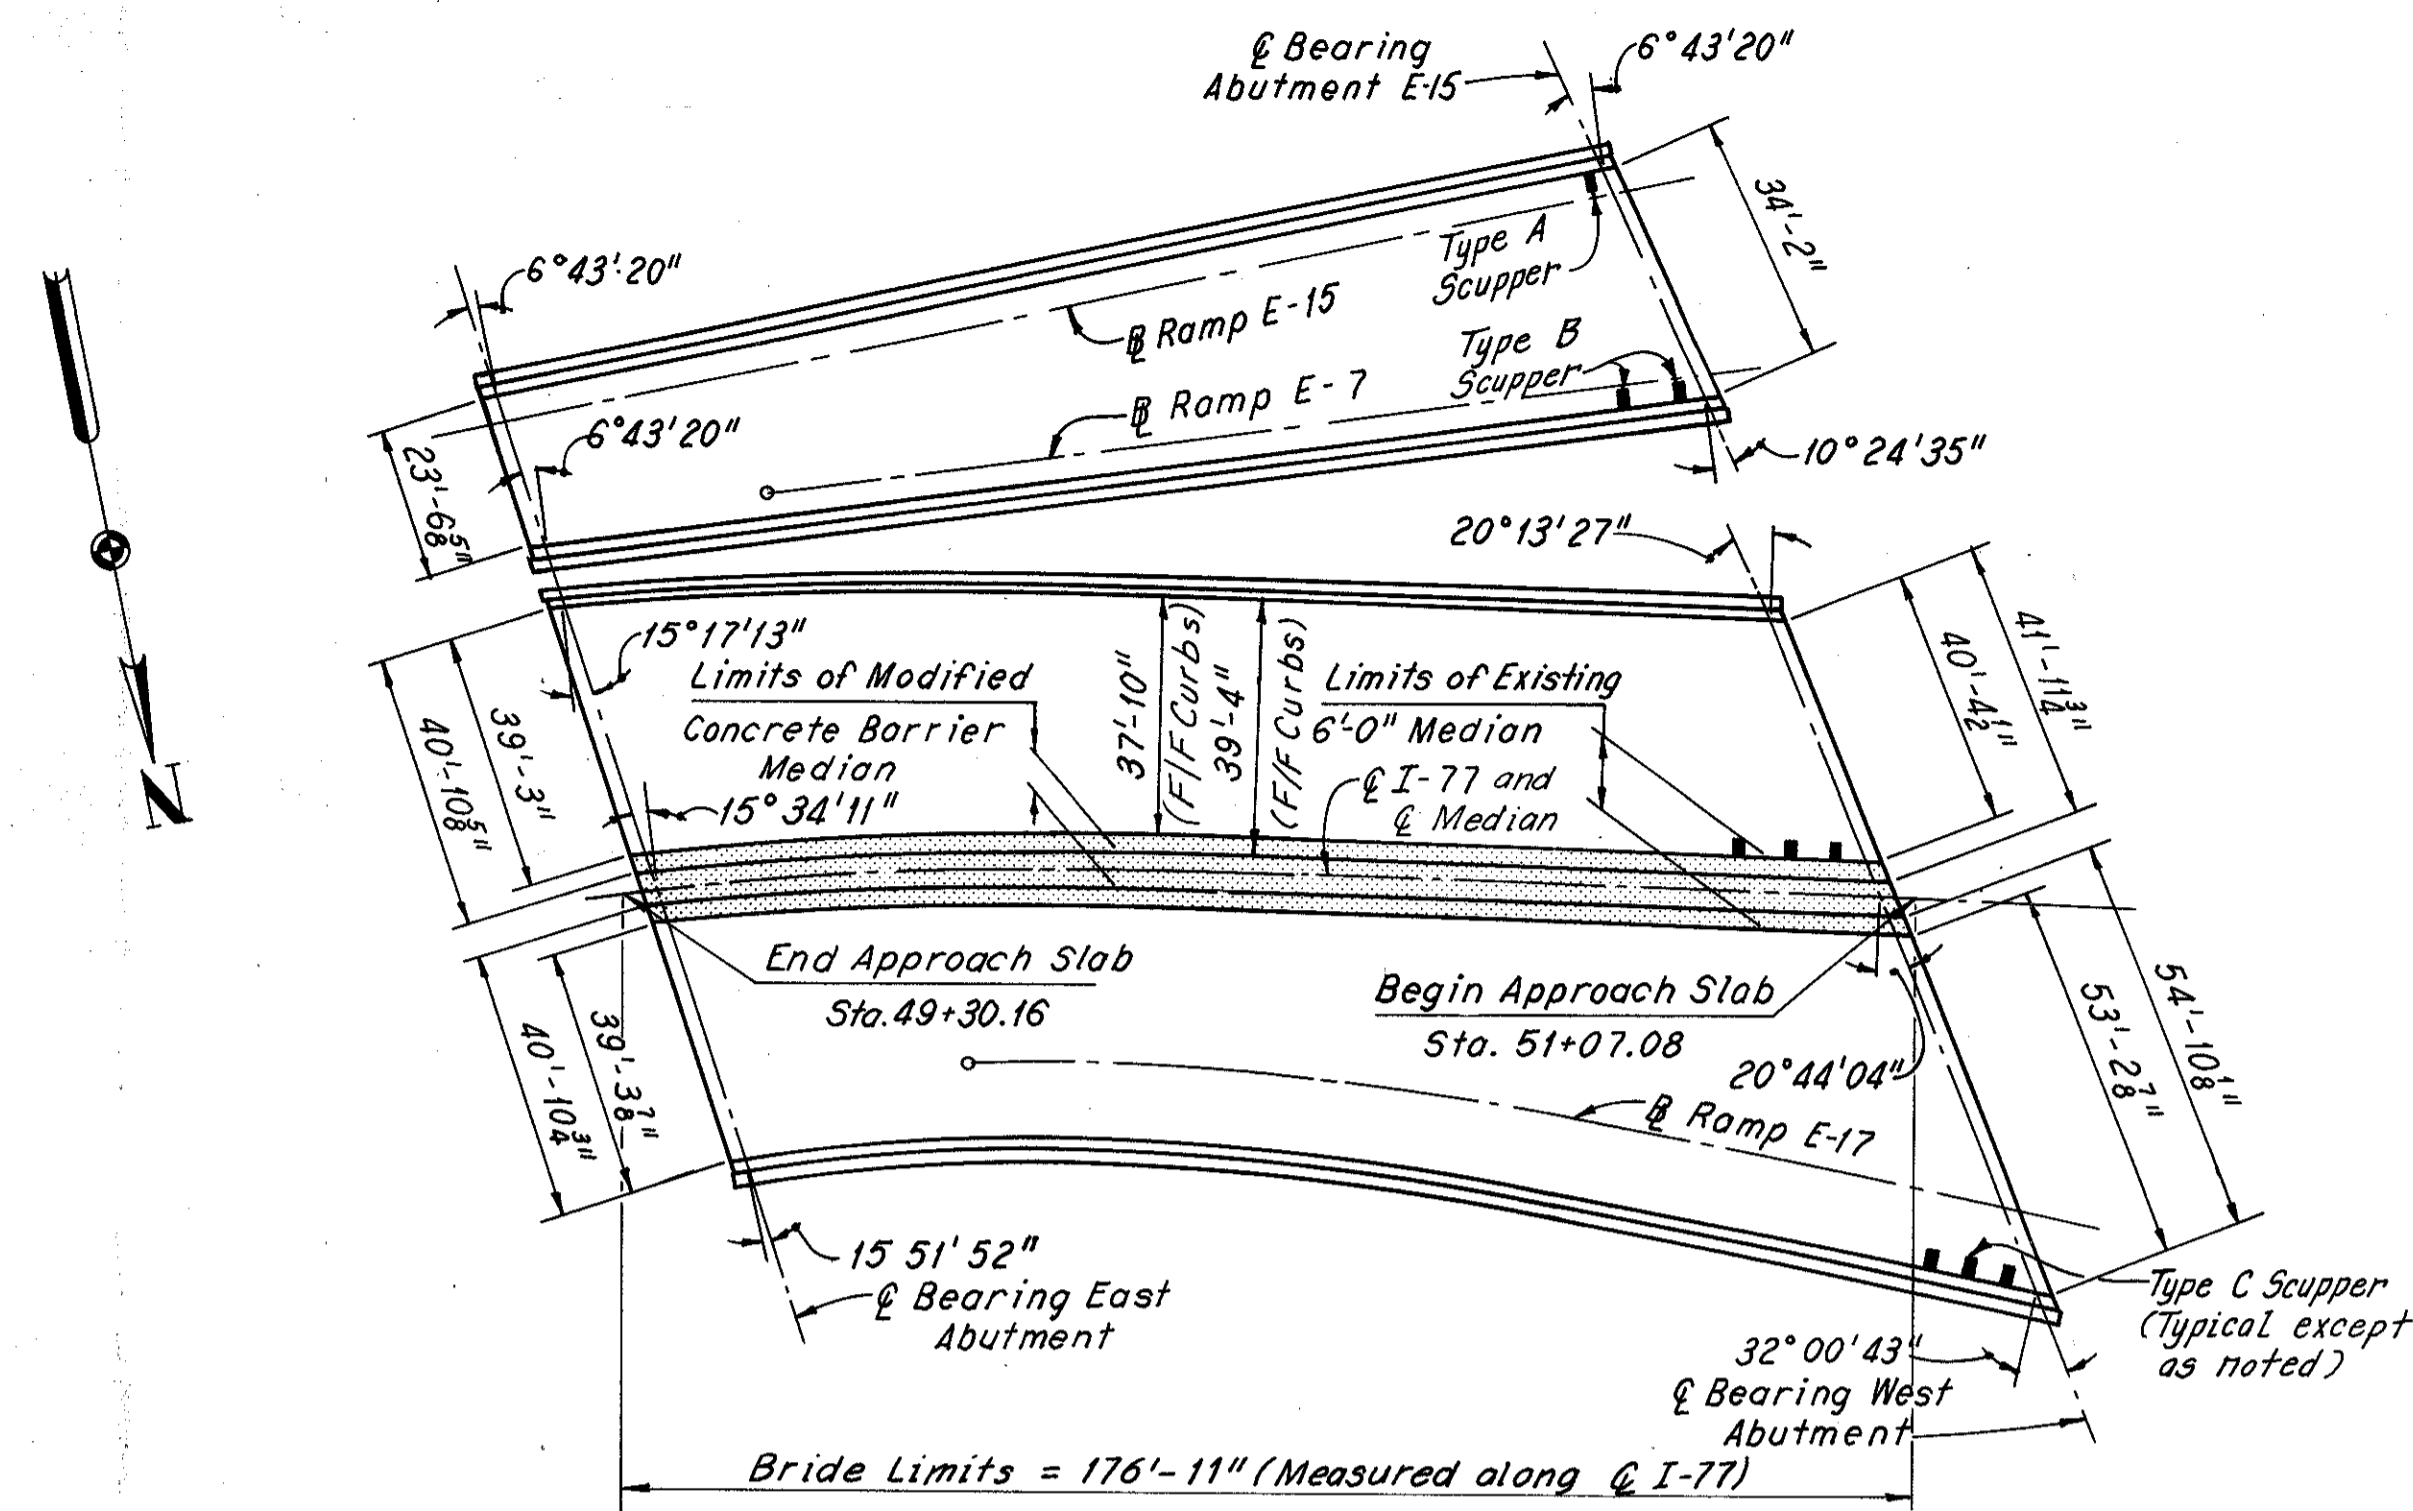 ℄ Bearing
Abutment E-15
6°43'20"
34'-2"
6°43'20"
Type A
Scupper
℞ Ramp E-15
Type B
Scupper
℞ Ramp E-7
6°43'20"
23'-6 5/8"
10°24'35"
20°13'27"
15°17'13"
Limits of Modified
Concrete Barrier
Median
37'-10"
(F/F Curbs)
39'-4"
(F/F Curbs)
Limits of Existing
6'-0" Median
℄ I-77 and
℄ Median
40'-4 1/2"
41'-11 3/4"
39'-3"
40'-10 5/8"
15°34'11"
N
End Approach Slab
Sta. 49+30.16
Begin Approach Slab
Sta. 51+07.08
20°44'04"
39'-3 7/8"
40'-10 3/4"
53'-2 7/8"
54'-10 1/8"
℞ Ramp E-17
15 51'52"
℄ Bearing East
Abutment
Type C Scupper
(Typical except
as noted)
32°00'43"
℄ Bearing West
Abutment
Bride Limits = 176'-11" (Measured along ℄ I-77)